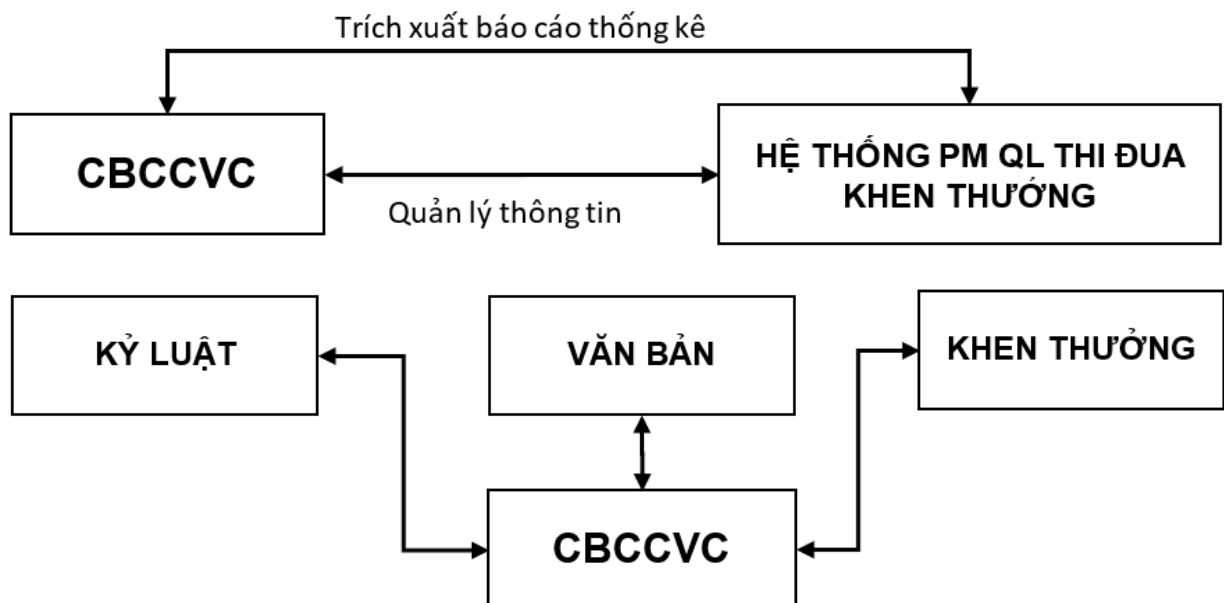 Trích xuất báo cáo thống kê
CBCCVC
HỆ THỐNG PM QL THI ĐUA
KHEN THƯỞNG
Quản lý thông tin
KỶ LUẬT
VĂN BẢN
KHEN THƯỞNG
CBCCVC